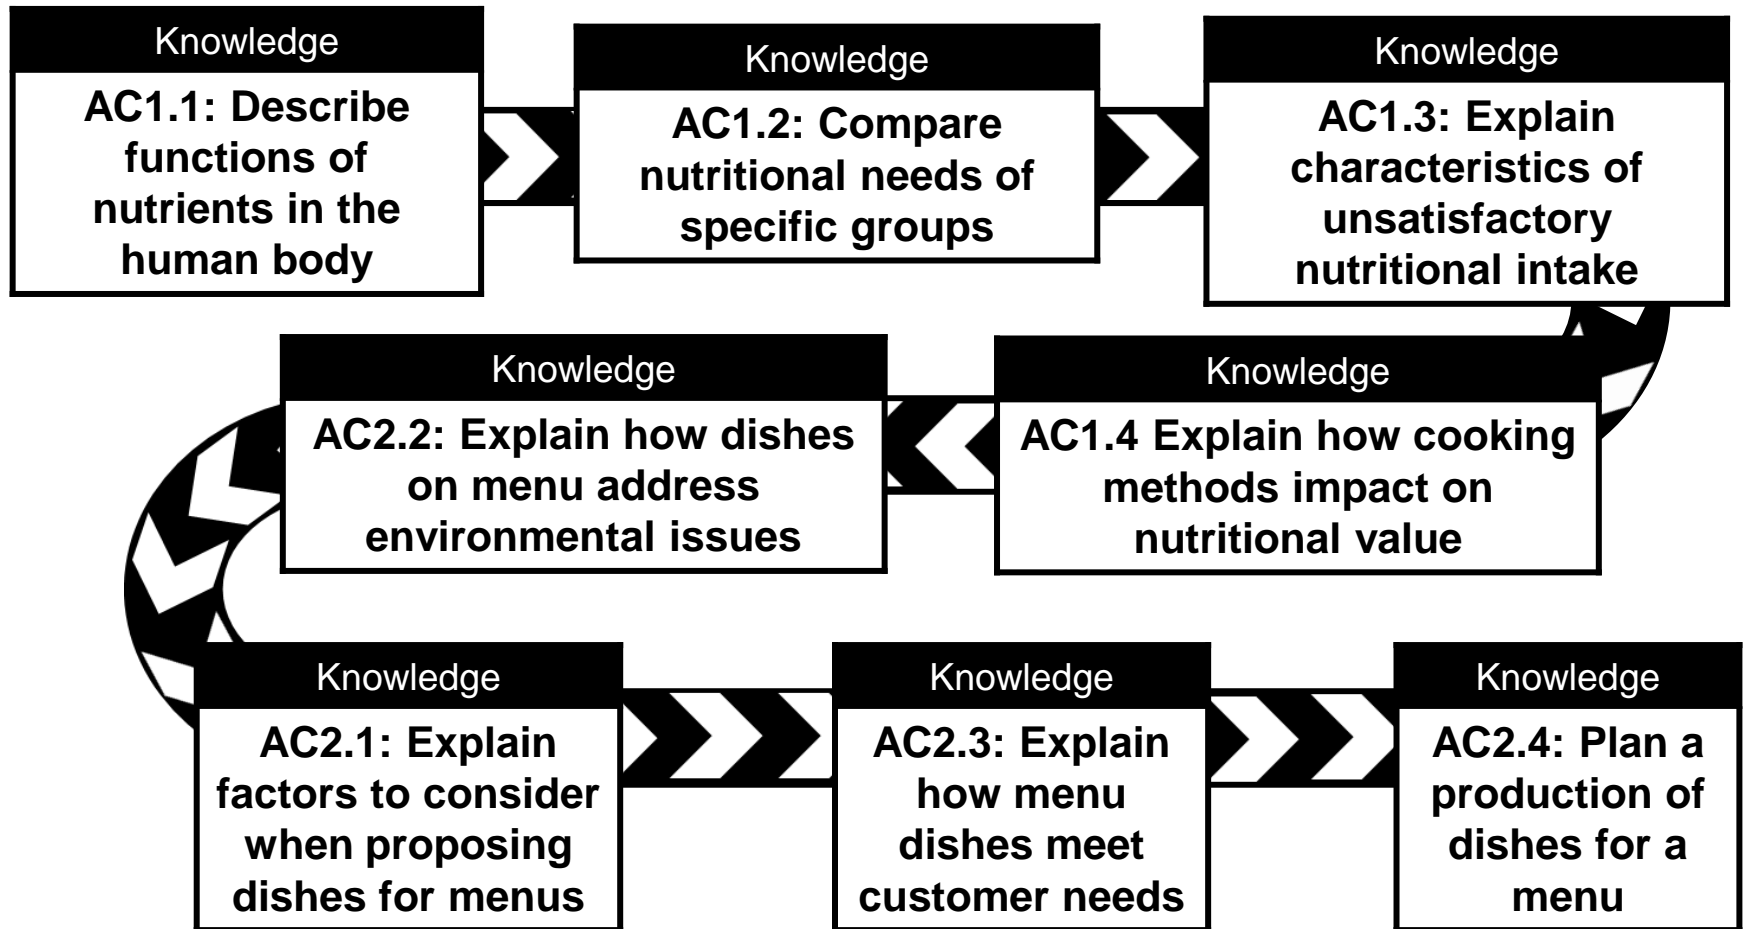 Knowledge
AC1.1: Describe
functions of
nutrients in the
human body
Knowledge
AC1.2: Compare
nutritional needs of
specific groups
Knowledge
AC1.3: Explain
characteristics of
unsatisfactory
nutritional intake
Knowledge
AC1.4 Explain how cooking
methods impact on
nutritional value
Knowledge
AC2.2: Explain how dishes
on menu address
environmental issues
Knowledge
AC2.1: Explain
factors to consider
when proposing
dishes for menus
Knowledge
AC2.3: Explain
how menu
dishes meet
customer needs
Knowledge
AC2.4: Plan a
production of
dishes for a
menu